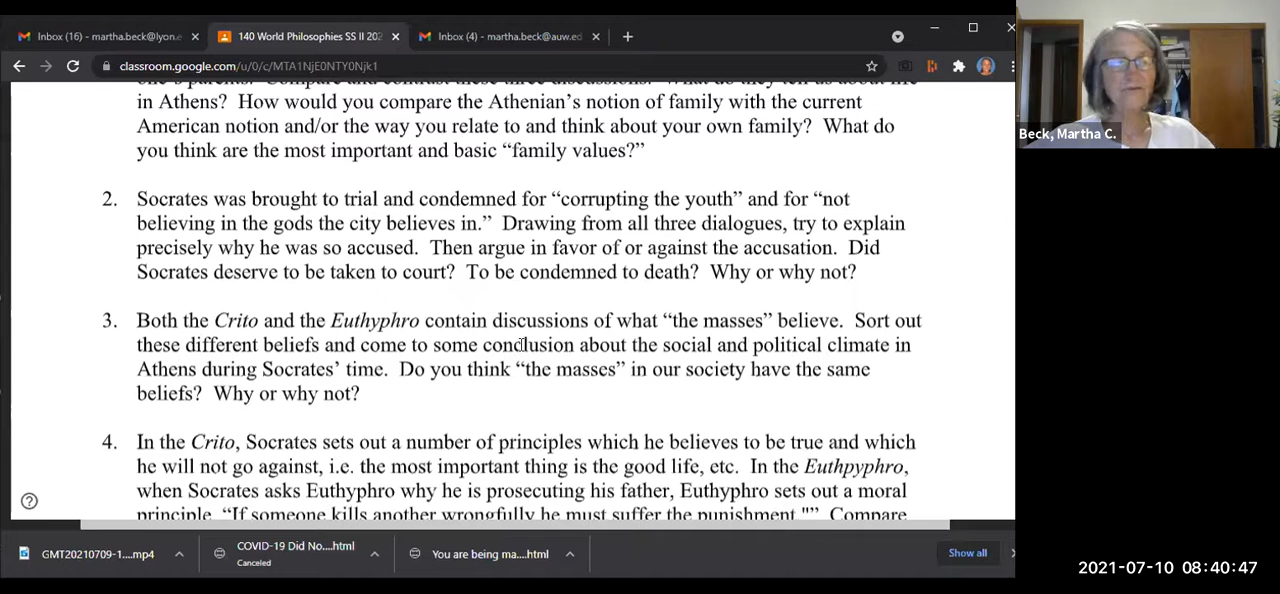 Inbox (16) - martha.beck@lyon.e
140 World Philosophies SS II 202
Inbox (4) - martha.beck@auw.ed
classroom.google.com/u/0/c/MTA1NjE0NTY0Njk1
in Athens? How would you compare the Athenian's notion of family with the current
American notion and/or the way you relate to and think about your own family? What do
you think are the most important and basic “family values?”
2. Socrates was brought to trial and condemned for “corrupting the youth” and for “not
believing in the gods the city believes in.” Drawing from all three dialogues, try to explain
precisely why he was so accused. Then argue in favor of or against the accusation. Did
Socrates deserve to be taken to court? To be condemned to death? Why or why not?
3. Both the Crito and the Euthyphro contain discussions of what “the masses” believe. Sort out
these different beliefs and come to some conclusion about the social and political climate in
Athens during Socrates’ time. Do you think “the masses” in our society have the same
beliefs? Why or why not?
4. In the Crito, Socrates sets out a number of principles which he believes to be true and which
he will not go against, i.e. the most important thing is the good life, etc. In the Euthpyphro,
when Socrates asks Euthyphro why he is prosecuting his father, Euthyphro sets out a moral
principle, “If someone kills another wrongfully he must suffer the punishment."” Compare
GMT20210709-1....mp4
COVID-19 Did No....html
Canceled
You are being ma....html
Show all
Beck, Martha C.
2021-07-10 08:40:47